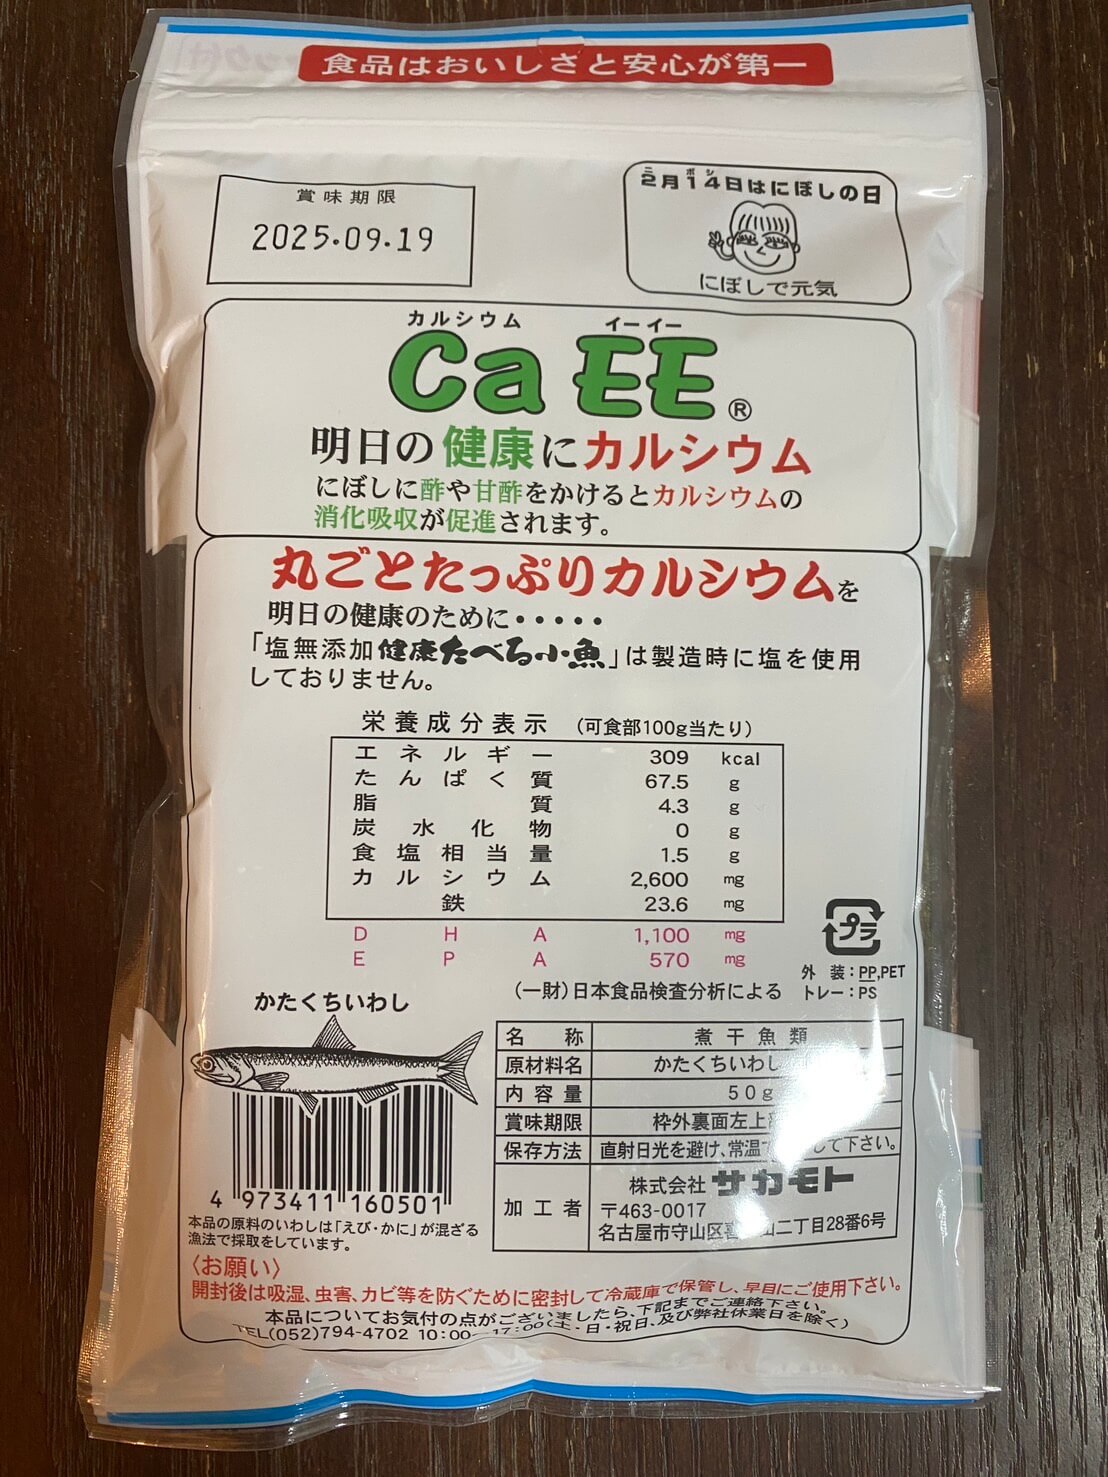 食品はおいしさと安心が第一
賞味期限
2025.09.19
ニ ボシ
2月14日はにぼしの日
にぼしで元気
カルシウム イーイー
Ca EE®
明日の健康にカルシウム
にぼしに酢や甘酢をかけるとカルシウムの
消化吸収が促進されます。
丸ごとたっぷりカルシウムを
明日の健康のために・・・・・
「塩無添加健康たべる小魚」は製造時に塩を使用
しておりません。
栄養成分表示 (可食部100g当たり)
エネルギー 309 kcal
たんぱく質 67.5 g
脂質 4.3 g
炭水化物 0 g
食塩相当量 1.5 g
カルシウム 2,600 mg
鉄 23.6 mg
DHA 1,100 mg
EPA 570 mg
(一財)日本食品検査分析による
プラ
外装:PP,PET
トレー:PS
かたくちいわし
4 973411 160501
本品の原料のいわしは「えび・かに」が混ざる
漁法で採取をしています。
名称 煮干魚類
原材料名 かたくちいわし
内容量 50g
賞味期限 枠外裏面左上
保存方法 直射日光を避け、常温 して下さい。
加工者 株式会社サカモト
〒463-0017
名古屋市守山区 山二丁目28番6号
〈お願い〉
開封後は吸湿、虫害、カビ等を防ぐために密封して冷蔵庫で保管し、早目にご使用下さい。
本品についてお気付の点がございましたら、下記までご連絡下さい。
TEL(052)794-4702 10:00〜17:00(土・日・祝日、及び弊社休業日を除く)